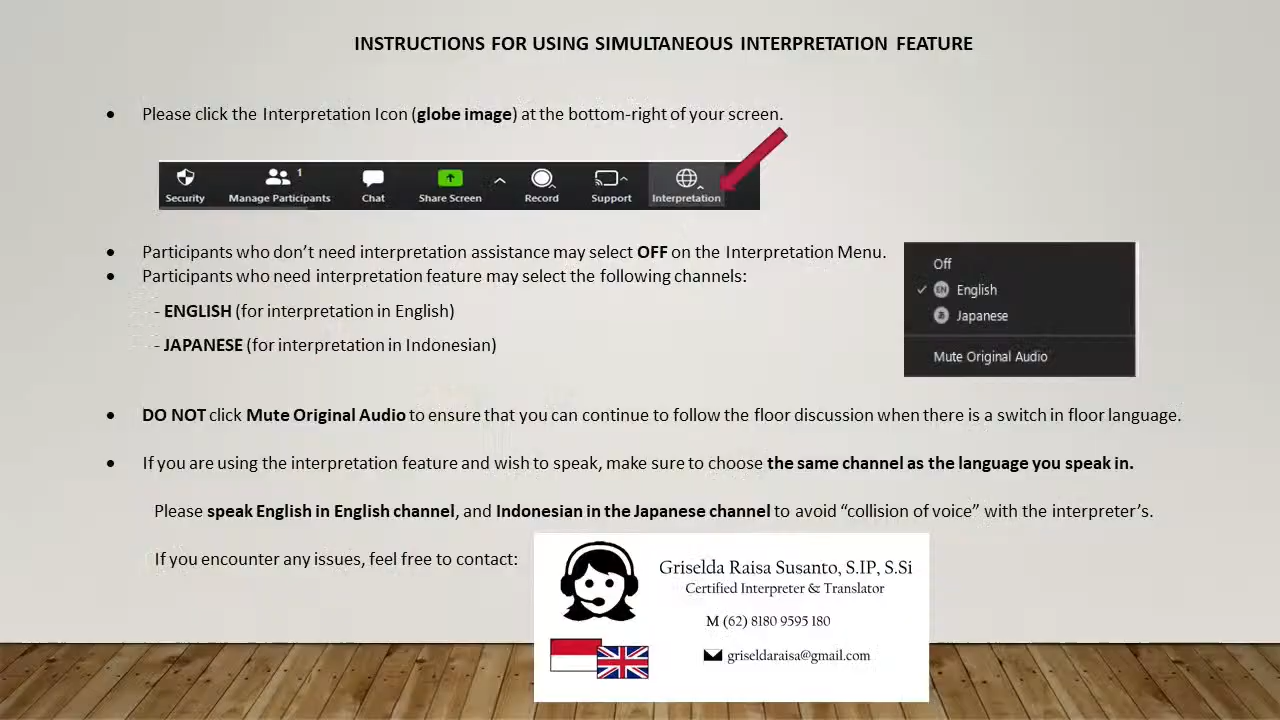 INSTRUCTIONS FOR USING SIMULTANEOUS INTERPRETATION FEATURE
• Please click the Interpretation Icon (globe image) at the bottom-right of your screen.
1
Security Manage Participants Chat Share Screen Record Support Interpretation
• Participants who don't need interpretation assistance may select OFF on the Interpretation Menu.
• Participants who need interpretation feature may select the following channels:
- ENGLISH (for interpretation in English)
- JAPANESE (for interpretation in Indonesian)
Off
EN English
あ Japanese
Mute Original Audio
• DO NOT click Mute Original Audio to ensure that you can continue to follow the floor discussion when there is a switch in floor language.
• If you are using the interpretation feature and wish to speak, make sure to choose the same channel as the language you speak in.
Please speak English in English channel, and Indonesian in the Japanese channel to avoid “collision of voice” with the interpreter's.
If you encounter any issues, feel free to contact:
Griselda Raisa Susanto, S.IP, S.Si
Certified Interpreter & Translator
M (62) 8180 9595 180
griseldaraisa@gmail.com